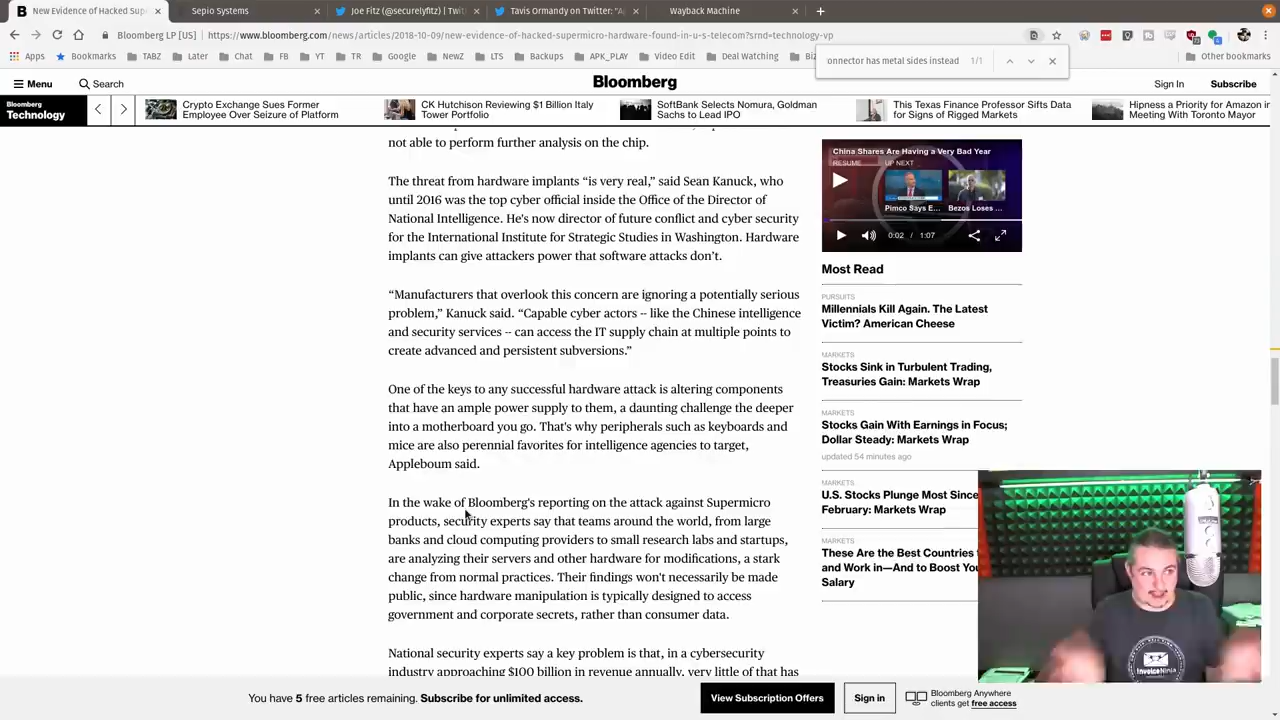 New Evidence of Hacked Sup
Sepio Systems
Joe Fitz (@securelyfitz) | Twit
Tavis Ormandy on Twitter: "A
Wayback Machine
Bloomberg LP [US]
https://www.bloomberg.com/news/articles/2018-10-09/new-evidence-of-hacked-supermicro-hardware-found-in-u-s-telecom?srnd=technology-vp
Apps
Bookmarks
TABZ
Later
Chat
FB
YT
TR
Google
NewZ
LTS
Backups
APK_PLAY
Video Edit
Deal Watching
Other bookmarks
onnector has metal sides instead
1/1
Menu
Search
Bloomberg
Sign In
Subscribe
Bloomberg
Technology
Crypto Exchange Sues Former
Employee Over Seizure of Platform
CK Hutchison Reviewing $1 Billion Italy
Tower Portfolio
SoftBank Selects Nomura, Goldman
Sachs to Lead IPO
This Texas Finance Professor Sifts Data
for Signs of Rigged Markets
Hipness a Priority for Amazon in
Meeting With Toronto Mayor
not able to perform further analysis on the chip.
The threat from hardware implants “is very real,” said Sean Kanuck, who
until 2016 was the top cyber official inside the Office of the Director of
National Intelligence. He's now director of future conflict and cyber security
for the International Institute for Strategic Studies in Washington. Hardware
implants can give attackers power that software attacks don’t.
“Manufacturers that overlook this concern are ignoring a potentially serious
problem,” Kanuck said. “Capable cyber actors -- like the Chinese intelligence
and security services -- can access the IT supply chain at multiple points to
create advanced and persistent subversions.”
One of the keys to any successful hardware attack is altering components
that have an ample power supply to them, a daunting challenge the deeper
into a motherboard you go. That's why peripherals such as keyboards and
mice are also perennial favorites for intelligence agencies to target,
Appleboum said.
In the wake of Bloomberg's reporting on the attack against Supermicro
products, security experts say that teams around the world, from large
banks and cloud computing providers to small research labs and startups,
are analyzing their servers and other hardware for modifications, a stark
change from normal practices. Their findings won't necessarily be made
public, since hardware manipulation is typically designed to access
government and corporate secrets, rather than consumer data.
National security experts say a key problem is that, in a cybersecurity
industry approaching $100 billion in revenue annually, very little of that has
China Shares Are Having a Very Bad Year
RESUME
UP NEXT
Pimco Says E...
Bezos Loses ...
0:02 / 1:07
Most Read
PURSUITS
Millennials Kill Again. The Latest
Victim? American Cheese
MARKETS
Stocks Sink in Turbulent Trading,
Treasuries Gain: Markets Wrap
MARKETS
Stocks Gain With Earnings in Focus;
Dollar Steady: Markets Wrap
updated 54 minutes ago
MARKETS
U.S. Stocks Plunge Most Since
February: Markets Wrap
MARKETS
These Are the Best Countries
and Work in—And to Boost You
Salary
InvoiceNinja
You have 5 free articles remaining. Subscribe for unlimited access.
View Subscription Offers
Sign in
Bloomberg Anywhere
clients get free access